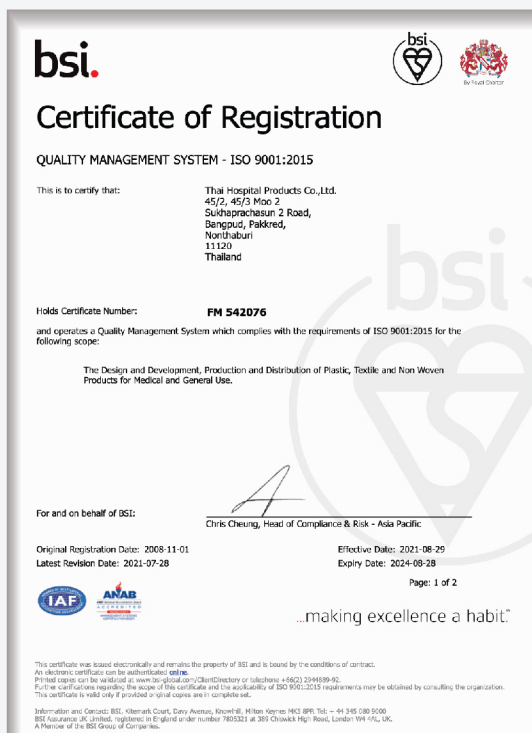 bsi.
bsi
By Royal Charter
Certificate of Registration
QUALITY MANAGEMENT SYSTEM - ISO 9001:2015
This is to certify that:
Thai Hospital Products Co.,Ltd.
45/2, 45/3 Moo 2
Sukhaprachasun 2 Road,
Bangpud, Pakkred,
Nonthaburi
11120
Thailand
bsi
Holds Certificate Number:
FM 542076
and operates a Quality Management System which complies with the requirements of ISO 9001:2015 for the
following scope:
The Design and Development, Production and Distribution of Plastic, Textile and Non Woven
Products for Medical and General Use.
For and on behalf of BSI:
Chris Cheung, Head of Compliance & Risk - Asia Pacific
Original Registration Date: 2008-11-01
Effective Date: 2021-08-29
Latest Revision Date: 2021-07-28
Expiry Date: 2024-08-28
Page: 1 of 2
IAF
ANAB
ACCREDITED
...making excellence a habit.™
This certificate was issued electronically and remains the property of BSI and is bound by the conditions of contract.
An electronic certificate can be authenticated online.
Printed copies can be validated at www.bsi-global.com/ClientDirectory or telephone +66(2) 2944889-92.
Further clarifications regarding the scope of this certificate and the applicability of ISO 9001:2015 requirements may be obtained by consulting the organization.
This certificate is valid only if provided original copies are in complete set.
Information and Contact: BSI, Kitemark Court, Davy Avenue, Knowlhill, Milton Keynes MK5 8PP. Tel: + 44 345 080 9000
BSI Assurance UK Limited, registered in England under number 7805321 at 389 Chiswick High Road, London W4 4AL, UK.
A Member of the BSI Group of Companies.